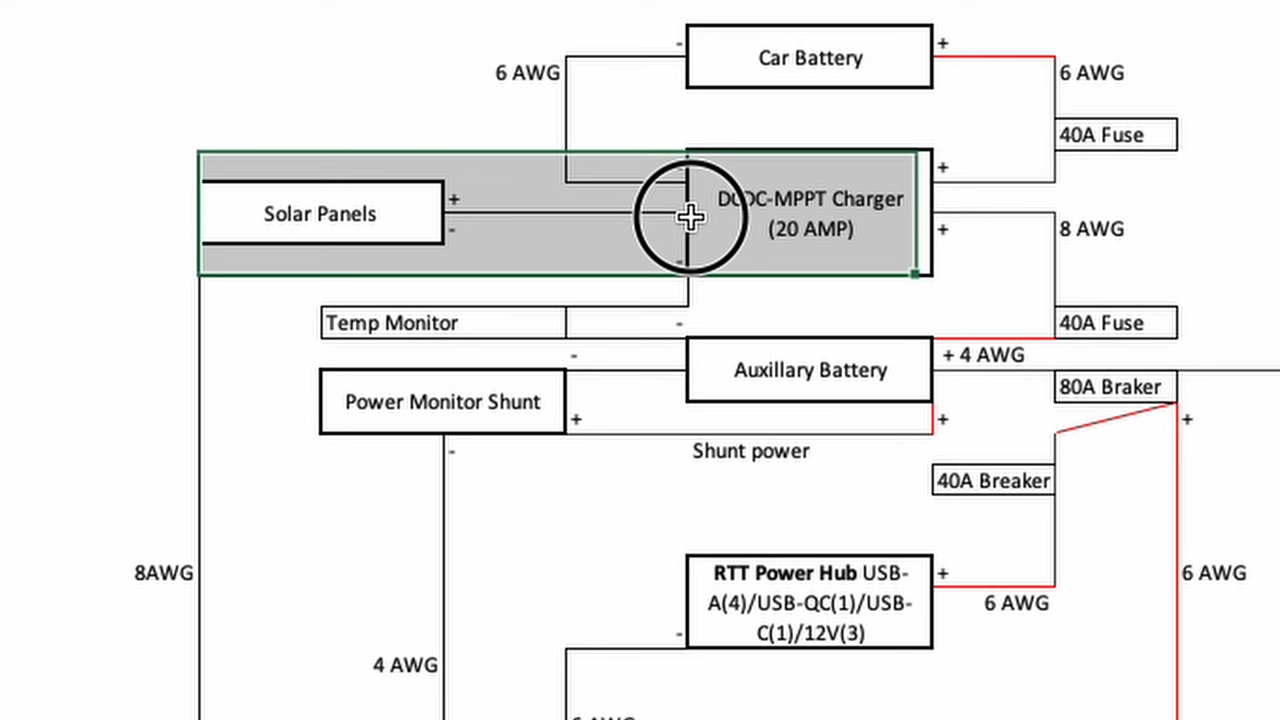 -
Car Battery
+
6 AWG
6 AWG
40A Fuse
+
Solar Panels
+
-
-
DCDC-MPPT Charger
(20 AMP)
+
8 AWG
-
Temp Monitor
-
40A Fuse
-
Auxillary Battery
+ 4 AWG
80A Braker
Power Monitor Shunt
+
+
+
-
Shunt power
40A Breaker
8AWG
RTT Power Hub USB-
A(4)/USB-QC(1)/USB-
C(1)/12V(3)
+
6 AWG
6 AWG
-
4 AWG
6 AWG